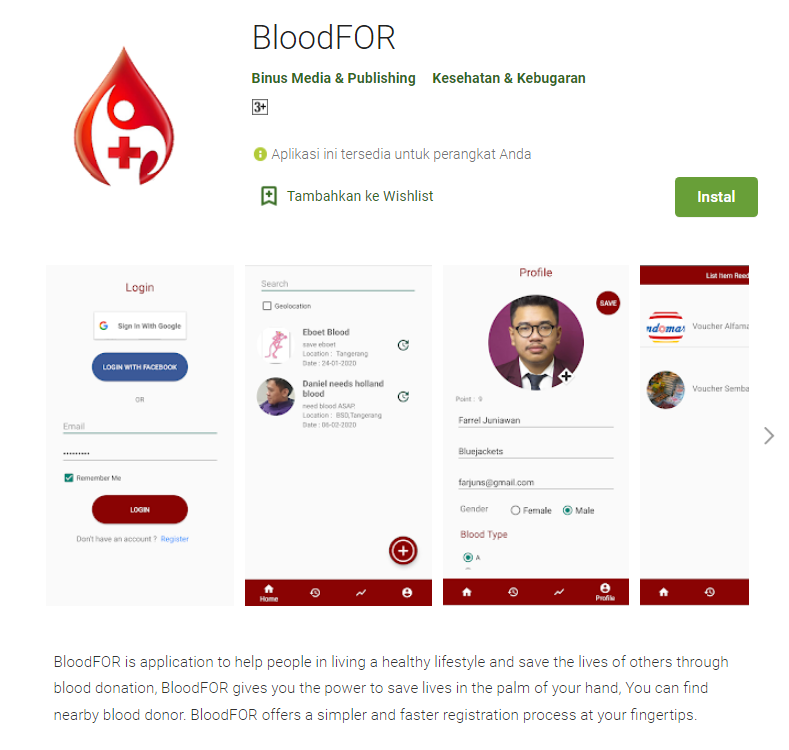 BloodFOR
Binus Media & Publishing Kesehatan & Kebugaran
3+
Aplikasi ini tersedia untuk perangkat Anda
Tambahkan ke Wishlist
Instal
Login
G Sign In With Google
LOGIN WITH FACEBOOK
OR
Email
Remember Me
LOGIN
Don't have an account ? Register
Search
Geolocation
Eboet Blood
save eboet
Location : Tangerang
Date : 24-01-2020
Daniel needs holland
blood
need blood ASAP
Location : BSD,Tangerang
Date : 06-02-2020
Home
Profile
SAVE
Point : 9
Farrel Juniawan
Bluejackets
farjuns@gmail.com
Gender Female Male
Blood Type
A
Profile
List Item Reed
ndomar
Voucher Alfama
Voucher Semba
BloodFOR is application to help people in living a healthy lifestyle and save the lives of others through
blood donation, BloodFOR gives you the power to save lives in the palm of your hand, You can find
nearby blood donor. BloodFOR offers a simpler and faster registration process at your fingertips.